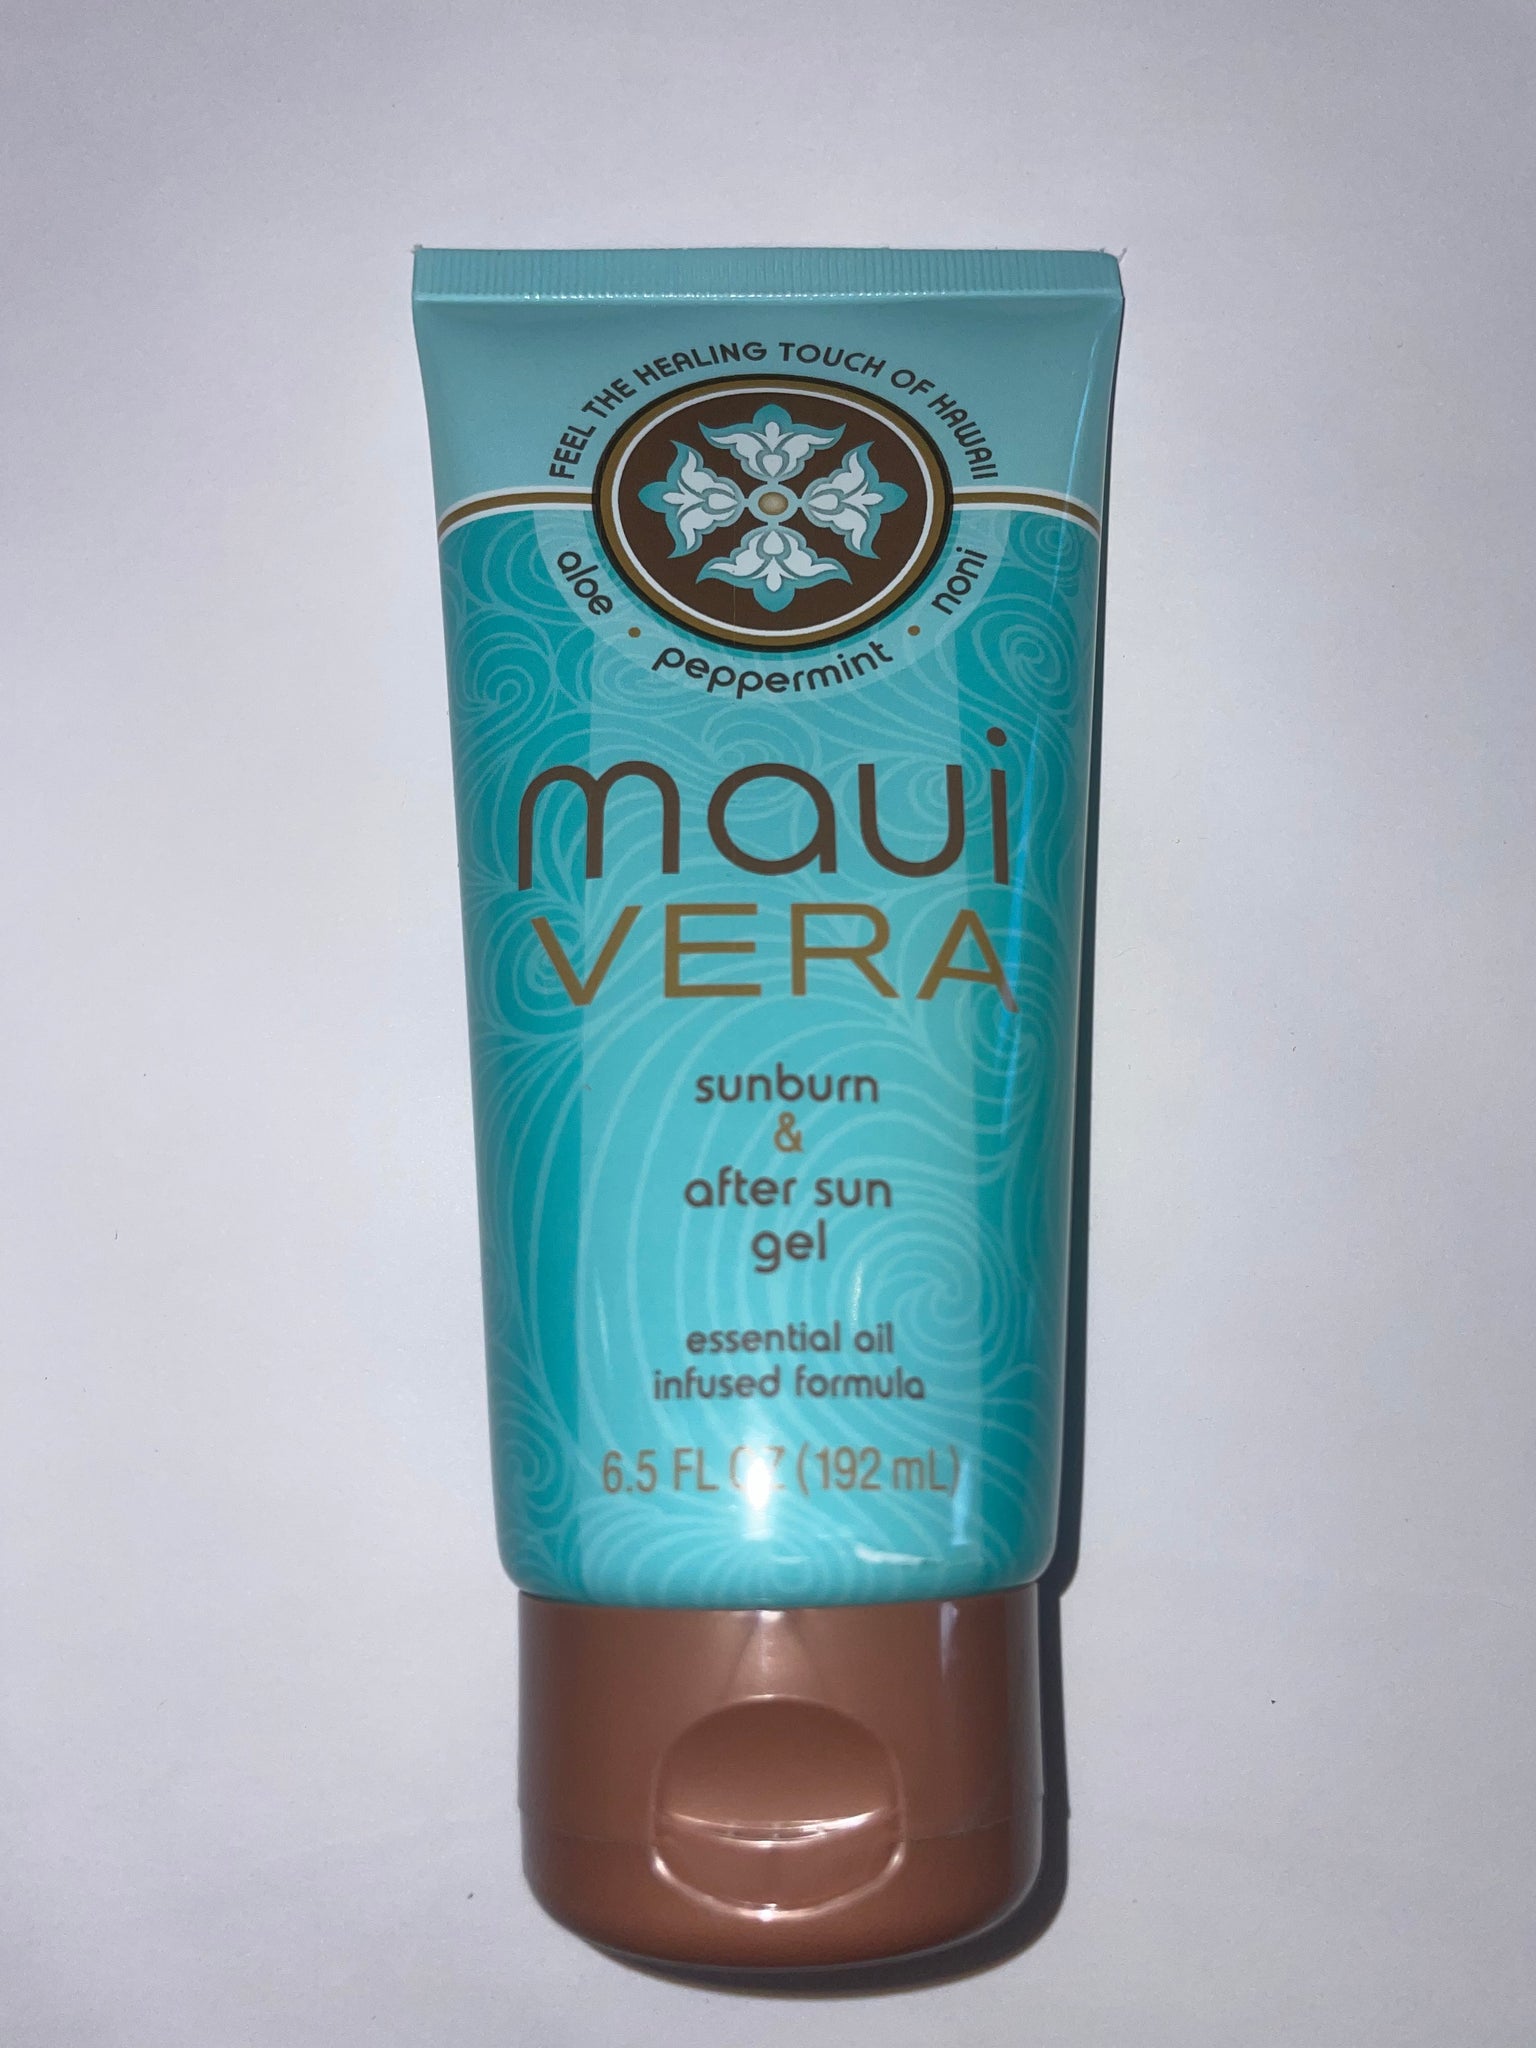 FEEL THE HEALING TOUCH OF HAWAII
aloe • peppermint • noni
maui
VERA
sunburn
&
after sun
gel
essential oil
infused formula
6.5 FL OZ (192 mL)